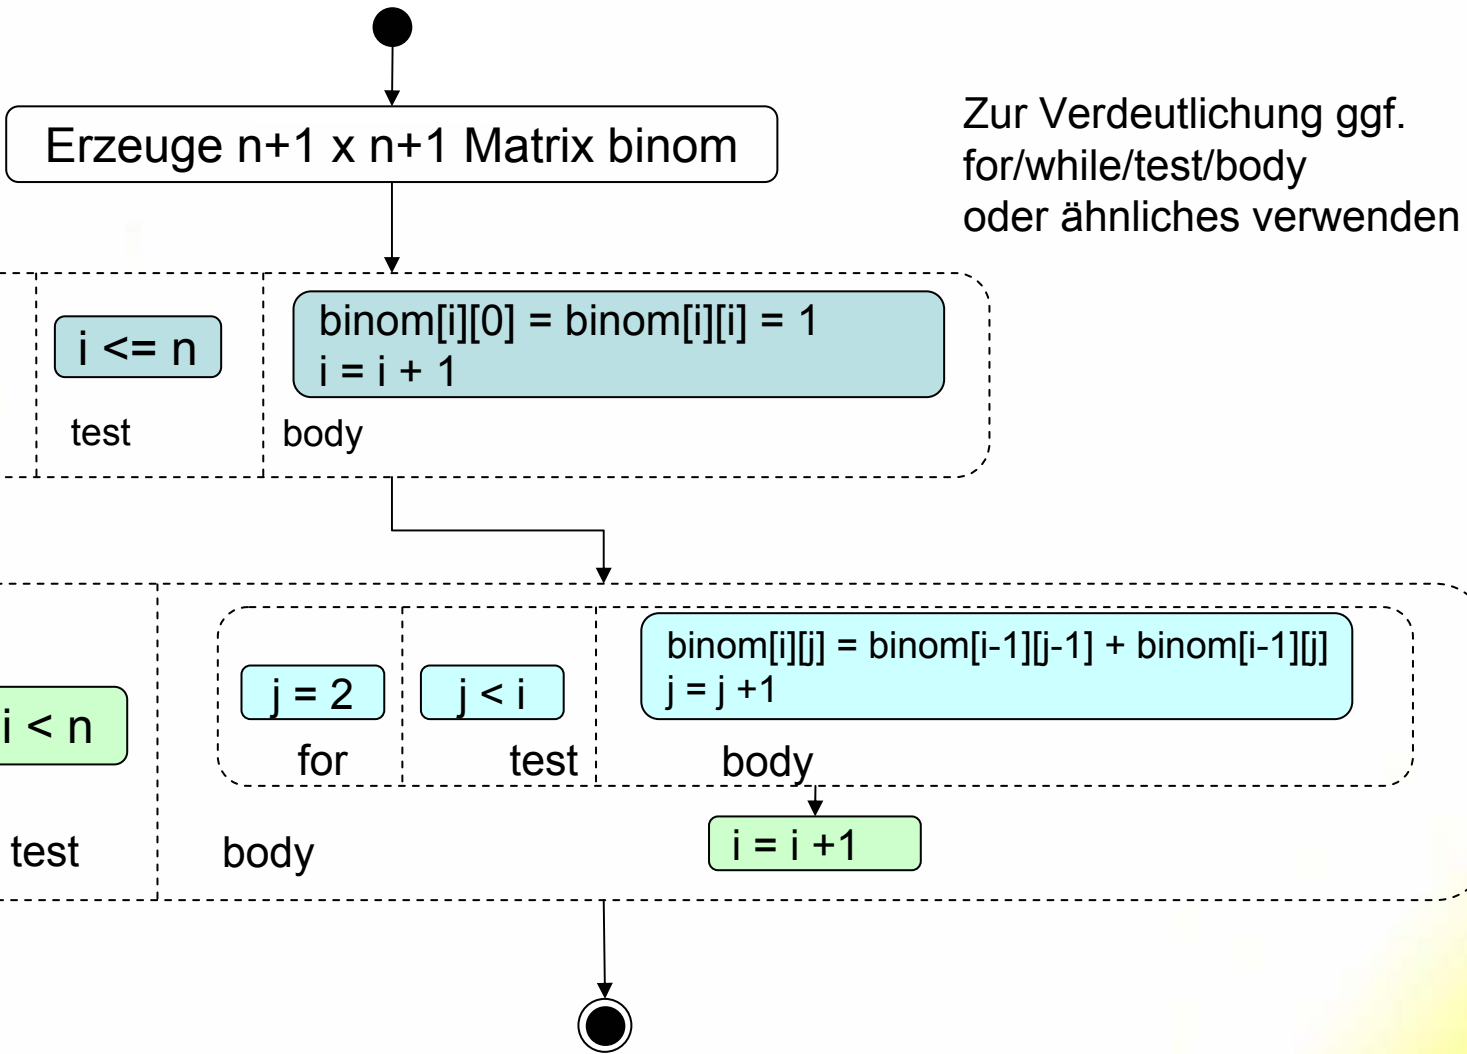 Erzeuge n+1 x n+1 Matrix binom
Zur Verdeutlichung ggf.
for/while/test/body
oder ähnliches verwenden
i <= n
test
binom[i][0] = binom[i][i] = 1
i = i + 1
body
i < n
test
j = 2
for
j < i
test
binom[i][j] = binom[i-1][j-1] + binom[i-1][j]
j = j +1
body
i = i +1
body